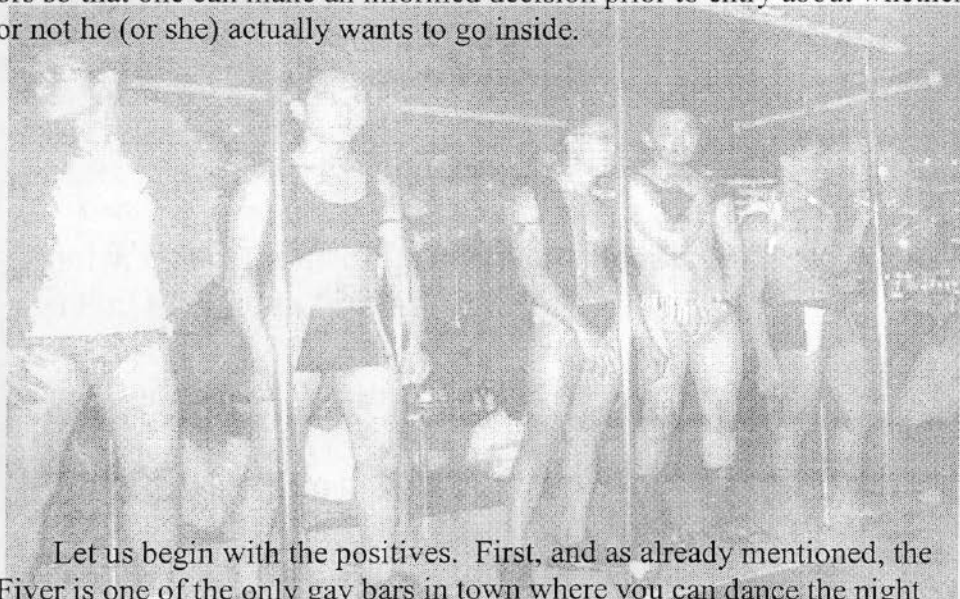 so that one can make an informed decision prior to entry about whether
or not he (or she) actually wants to go inside.
Let us begin with the positives. First, and as already mentioned, the
Fiver is one of the only gay bars in town where you can dance the night